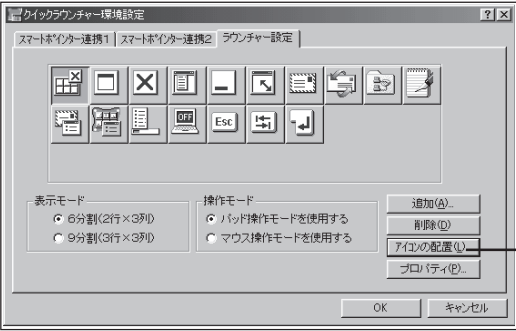 クイックラウンチャー環境設定
スマートポインター連携1 スマートポインター連携2 ラウンチャー設定
OFF
Esc
表示モード
6分割(2行×3列)
9分割(3行×3列)
操作モード
パッド操作モードを使用する
マウス操作モードを使用する
追加(A)...
削除(D)
アイコンの配置(L)...
プロパティ(P)...
OK キャンセル